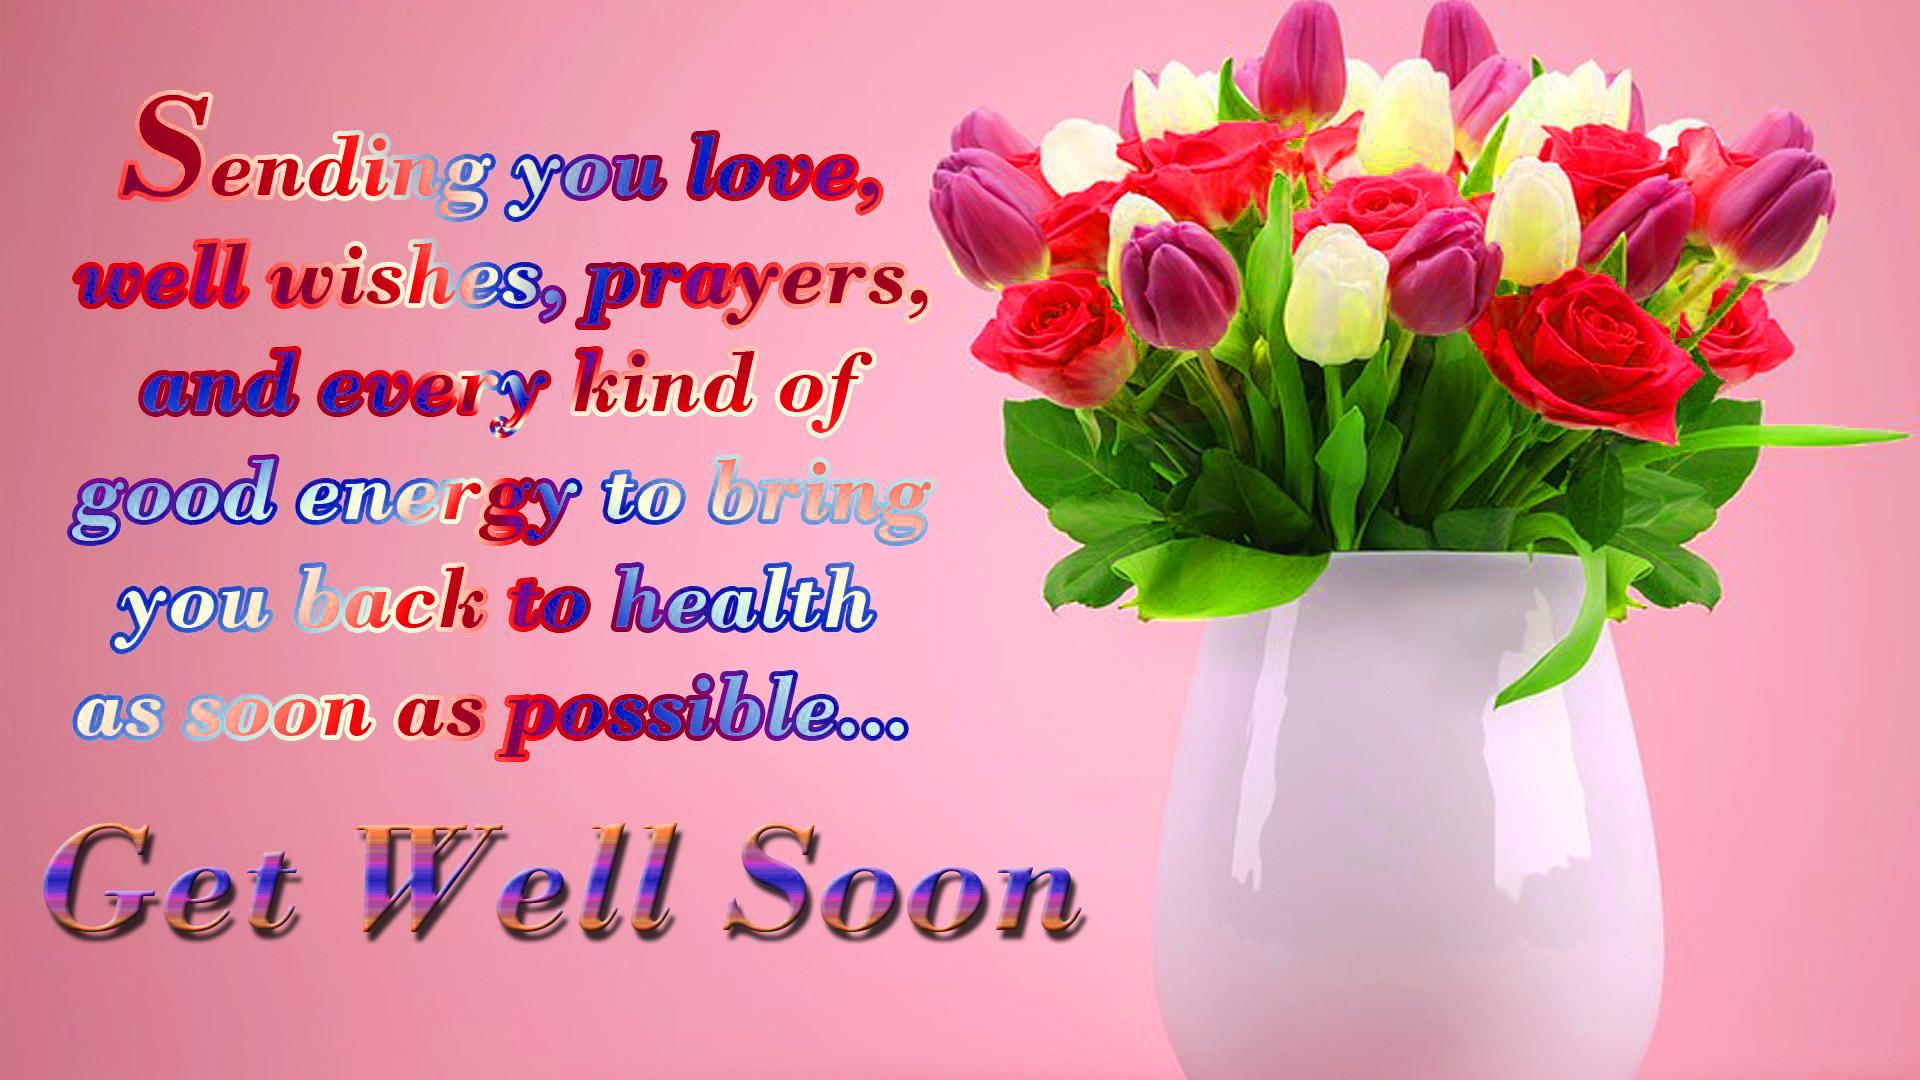 Sending you love,
well wishes, prayers,
and every kind of
good energy to bring
you back to health
as soon as possible...
Get Well Soon